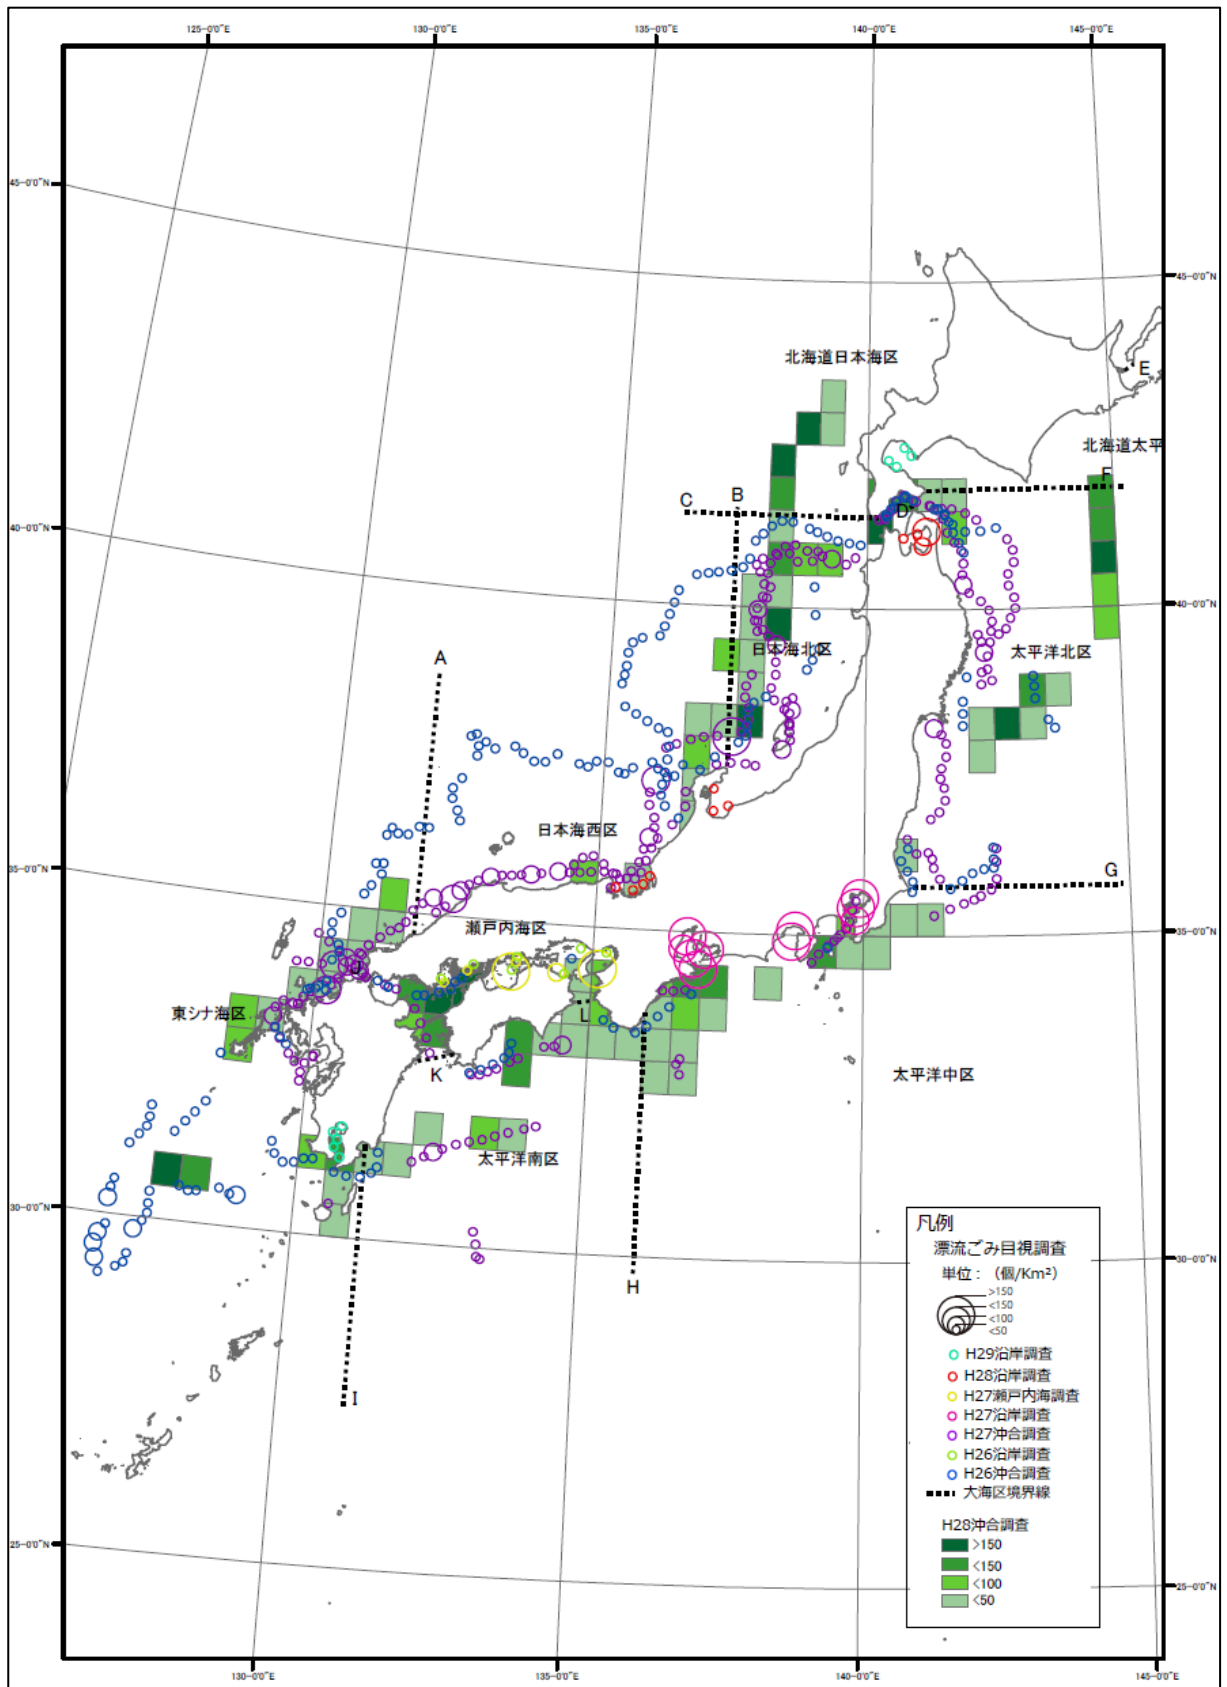 125-0'0"E
130-0'0"E
135-0'0"E
140-0'0"E
145-0'0"E
45-0'0"N
45-0'0"N
北海道日本海区
E
北海道太平
F
B
C
D
40-0'0"N
40-0'0"N
日本海北区
太平洋北区
A
日本海西区
35-0'0"N
G
瀬戸内海区
35-0'0"N
J
東シナ海区
L
K
太平洋中区
太平洋南区
30-0'0"N
30-0'0"N
H
I
凡例
漂流ごみ目視調査
単位：（個/Km²）
>150
<150
<100
<50
H29沿岸調査
H28沿岸調査
H27瀬戸内海調査
H27沿岸調査
H27沖合調査
H26沿岸調査
H26沖合調査
大海区境界線
H28沖合調査
>150
<150
<100
<50
25-0'0"N
25-0'0"N
130-0'0"E
135-0'0"E
140-0'0"E
145-0'0"E